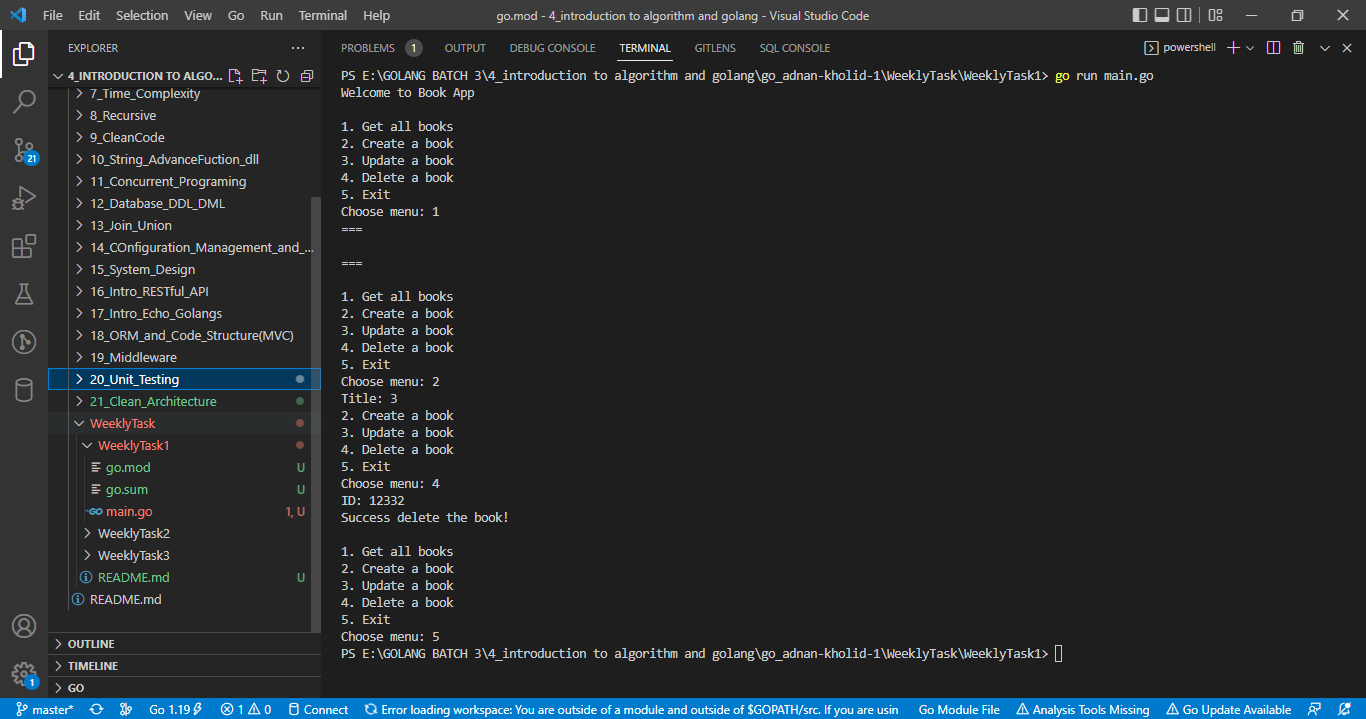 File Edit Selection View Go Run Terminal Help
go.mod - 4_introduction to algorithm and golang - Visual Studio Code
EXPLORER
4_INTRODUCTION TO ALGO...
7_Time_Complexity
8_Recursive
9_CleanCode
10_String_AdvanceFuction_dll
11_Concurrent_Programing
12_Database_DDL_DML
13_Join_Union
14_COnfiguration_Management_and_...
15_System_Design
16_Intro_RESTful_API
17_Intro_Echo_Golangs
18_ORM_and_Code_Structure(MVC)
19_Middleware
20_Unit_Testing
21_Clean_Architecture
WeeklyTask
WeeklyTask1
go.mod U
go.sum U
main.go 1, U
WeeklyTask2
WeeklyTask3
README.md U
README.md
OUTLINE
TIMELINE
GO
21
1
PROBLEMS 1 OUTPUT DEBUG CONSOLE TERMINAL GITLENS SQL CONSOLE
powershell
PS E:\GOLANG BATCH 3\4_introduction to algorithm and golang\go_adnan-kholid-1\WeeklyTask\WeeklyTask1> go run main.go
Welcome to Book App
1. Get all books
2. Create a book
3. Update a book
4. Delete a book
5. Exit
Choose menu: 1
===
===
1. Get all books
2. Create a book
3. Update a book
4. Delete a book
5. Exit
Choose menu: 2
Title: 3
2. Create a book
3. Update a book
4. Delete a book
5. Exit
Choose menu: 4
ID: 12332
Success delete the book!
1. Get all books
2. Create a book
3. Update a book
4. Delete a book
5. Exit
Choose menu: 5
PS E:\GOLANG BATCH 3\4_introduction to algorithm and golang\go_adnan-kholid-1\WeeklyTask\WeeklyTask1>
master* Go 1.19 1 0 Connect Error loading workspace: You are outside of a module and outside of $GOPATH/src. If you are usin Go Module File Analysis Tools Missing Go Update Available